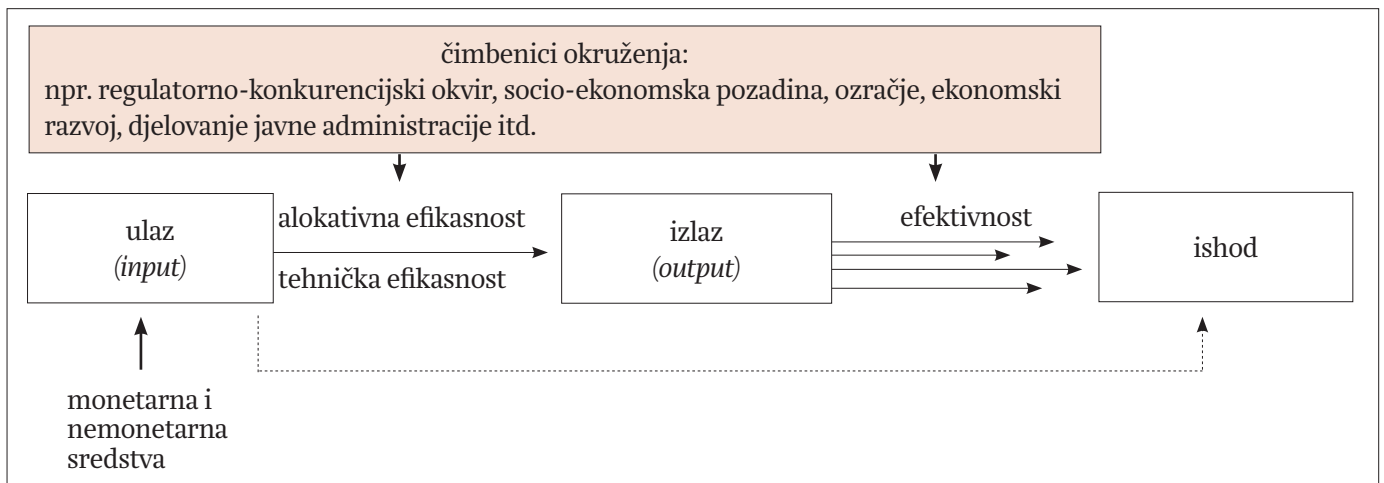 čimbenici okruženja:
npr. regulatorno-konkurencijski okvir, socio-ekonomska pozadina, ozračje, ekonomski
razvoj, djelovanje javne administracije itd.
ulaz
(input)
alokativna efikasnost
tehnička efikasnost
izlaz
(output)
efektivnost
ishod
monetarna i
nemonetarna
sredstva